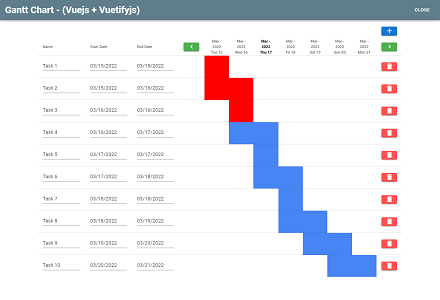 Gantt Chart - (Vuejs + Vuetifyjs)
CLOSE
+
Name Start Date End Date < Mar - 2022 Tue 15 Mar - 2022 Wed 16 Mar - 2022 Thu 17 Mar - 2022 Fri 18 Mar - 2022 Sat 19 Mar - 2022 Sun 20 Mar - 2022 Mon 21 >
Task 1 03/15/2022 03/15/2022
Task 2 03/15/2022 03/16/2022
Task 3 03/16/2022 03/16/2022
Task 4 03/16/2022 03/17/2022
Task 5 03/17/2022 03/17/2022
Task 6 03/17/2022 03/18/2022
Task 7 03/18/2022 03/18/2022
Task 8 03/18/2022 03/19/2022
Task 9 03/19/2022 03/20/2022
Task 10 03/20/2022 03/21/2022